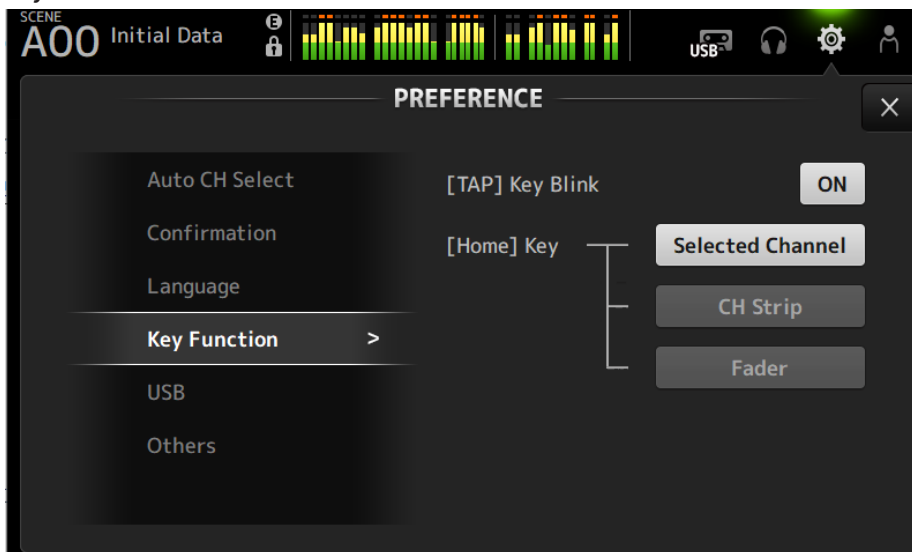 SCENE
A00 Initial Data
E
USB
PREFERENCE
Auto CH Select
Confirmation
Language
Key Function >
USB
Others
[TAP] Key Blink ON
[Home] Key Selected Channel
CH Strip
Fader